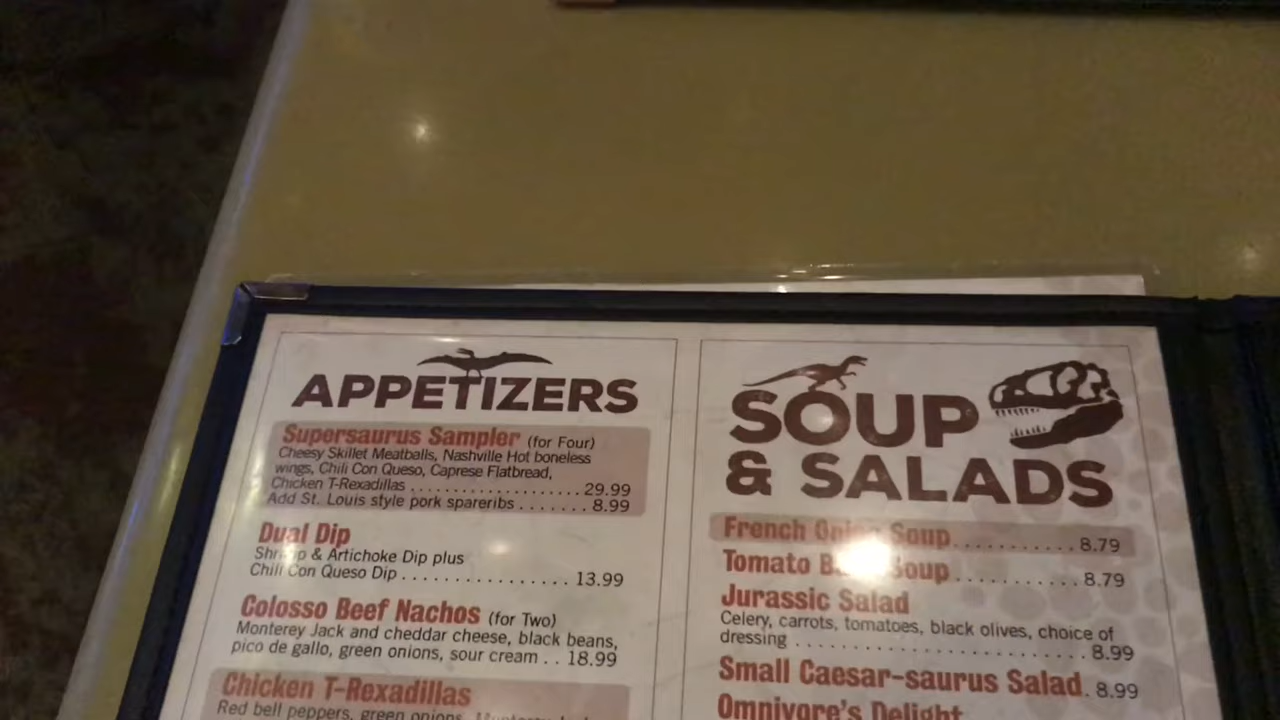 APPETIZERS
Supersaurus Sampler (for Four)
Cheesy Skillet Meatballs, Nashville Hot boneless
wings, Chili Con Queso, Caprese Flatbread,
Chicken T-Rexadillas ..................... 29.99
Add St. Louis style pork spareribs ....... 8.99
Dual Dip
& Artichoke Dip plus
Chili Con Queso Dip ................ 13.99
Colosso Beef Nachos (for Two)
Monterey Jack and cheddar cheese, black beans,
pico de gallo, green onions, sour cream .. 18.99
Chicken T-Rexadillas
Red bell peppers, green onions,
SOUP
& SALADS
French Onion Soup ........... 8.79
Tomato Soup ........... 8.79
Jurassic Salad
Celery, carrots, tomatoes, black olives, choice of
dressing .............................. 8.99
Small Caesar-saurus Salad. 8.99
Omnivore's Delight